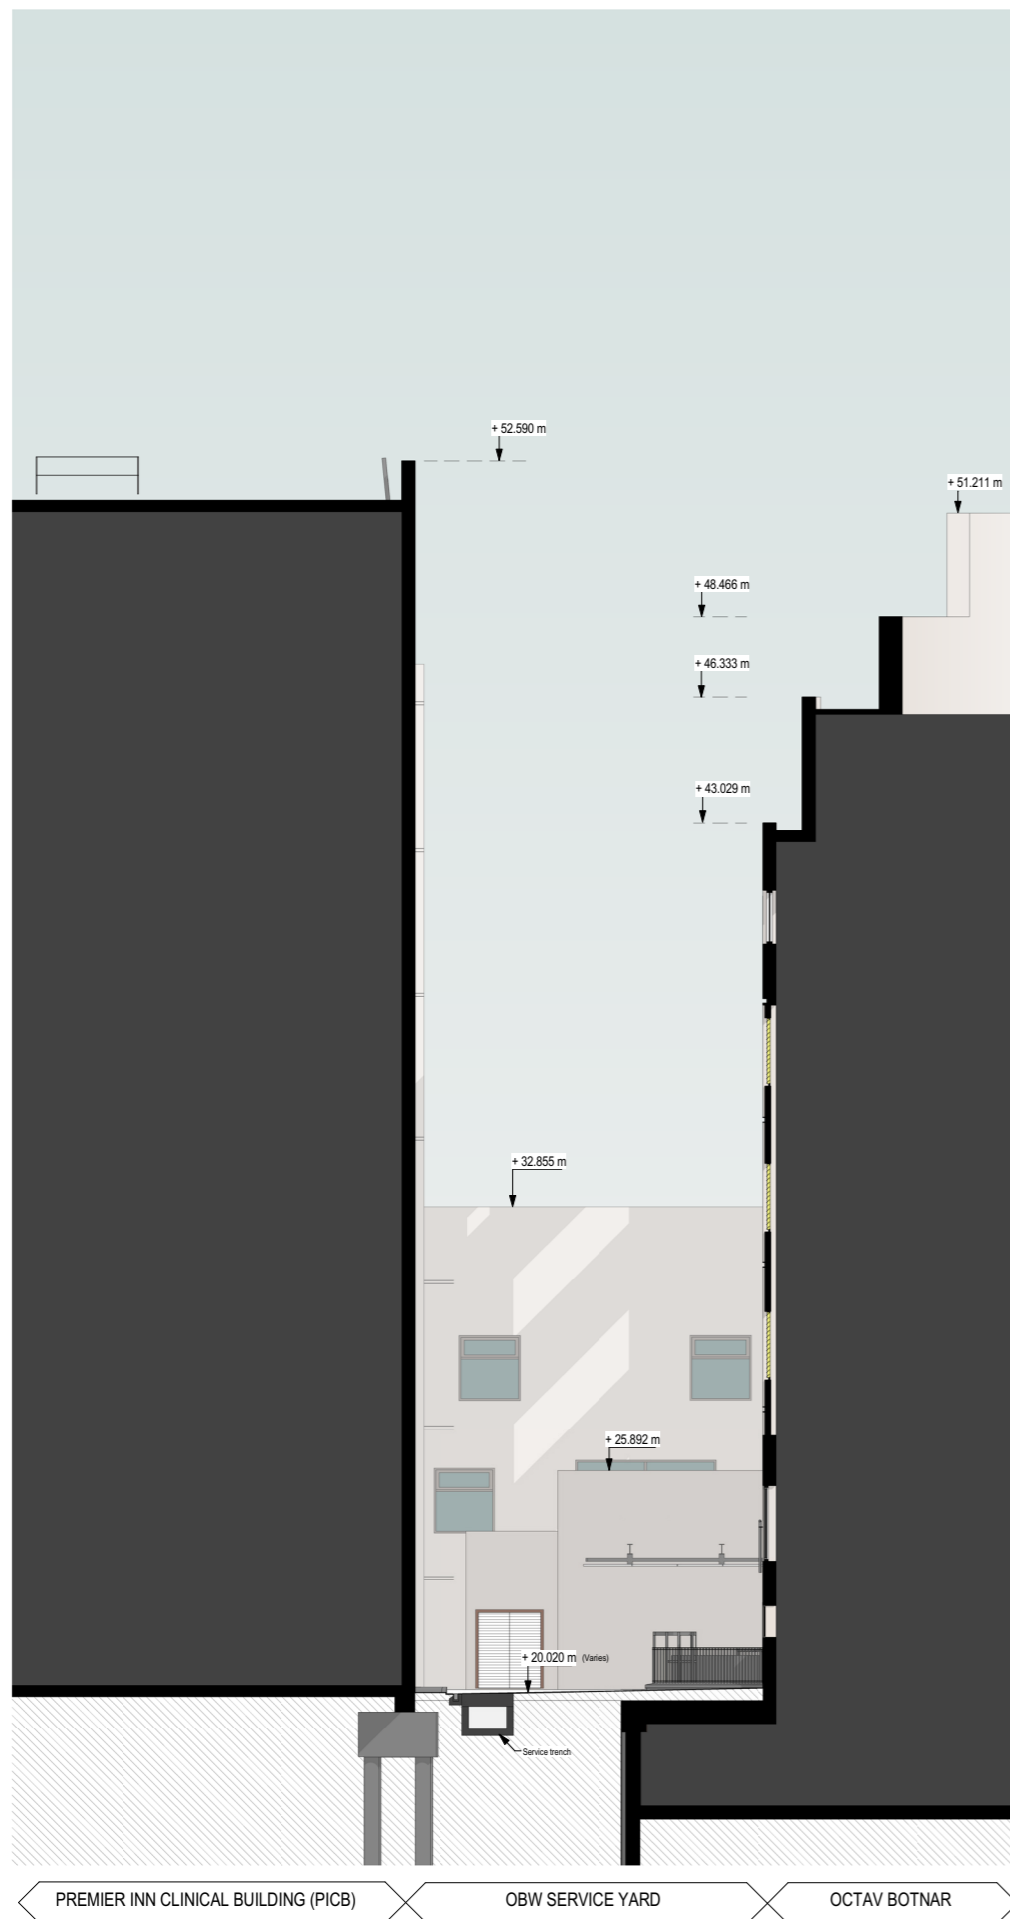 + 52.590 m
+ 51.211 m
+ 48.466 m
+ 46.333 m
+ 43.029 m
+ 32.855 m
+ 25.892 m
+ 20.020 m (Varies)
Service trench
PREMIER INN CLINICAL BUILDING (PICB)
OBW SERVICE YARD
OCTAV BOTNAR